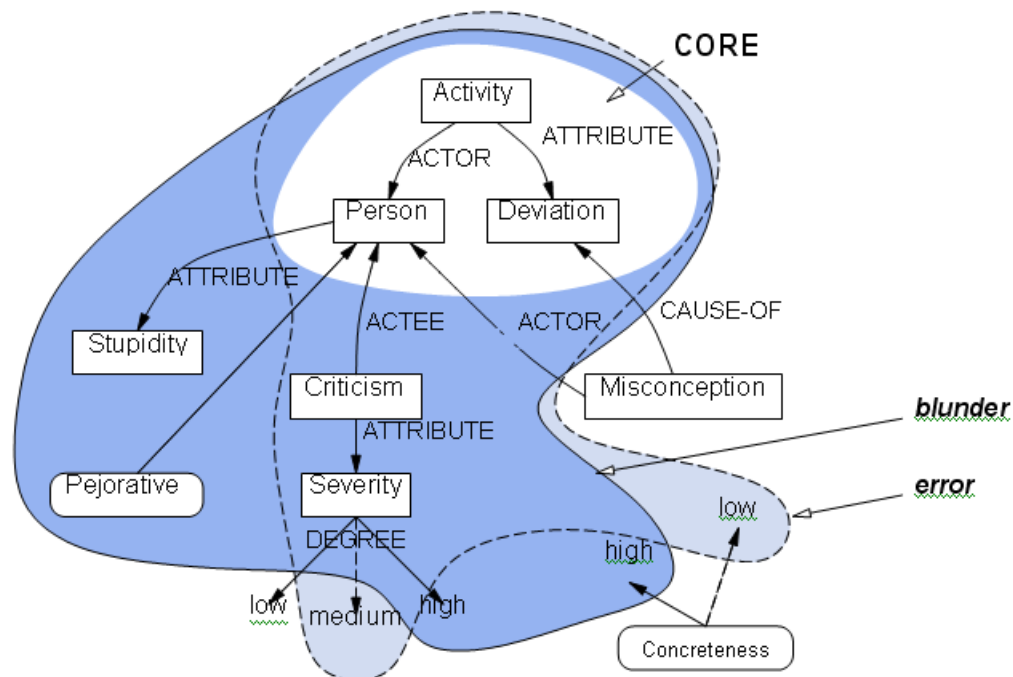 CORE
Activity
ATTRIBUTE
ACTOR
Person
Deviation
ATTRIBUTE
ACTEE
ACTOR
CAUSE-OF
Stupidity
Criticism
Misconception
blunder
ATTRIBUTE
Pejorative
Severity
error
low
DEGREE
high
low
medium
high
Concreteness